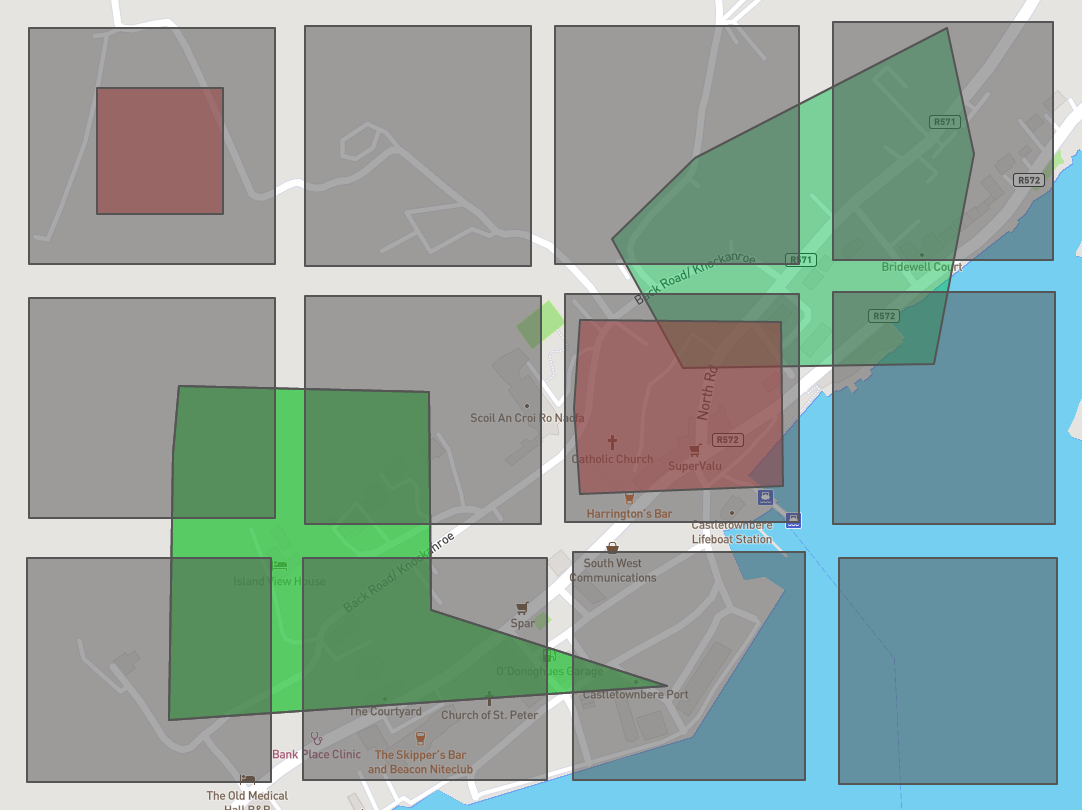 R571
R572
Back Road/ Knockanroe
R571
Bridewell Court
R572
North Rd
Scoil An Croi Ro Naofa
R572
Catholic Church
SuperValu
Harrington's Bar
Castletownbere
Lifeboat Station
Back Road/ Knockanroe
South West
Communications
Island View House
Spar
O'Donoghues Garage
Castletownbere Port
The Courtyard
Church of St. Peter
Bank Place Clinic
The Skipper's Bar
and Beacon Niteclub
The Old Medical
Hall B&B